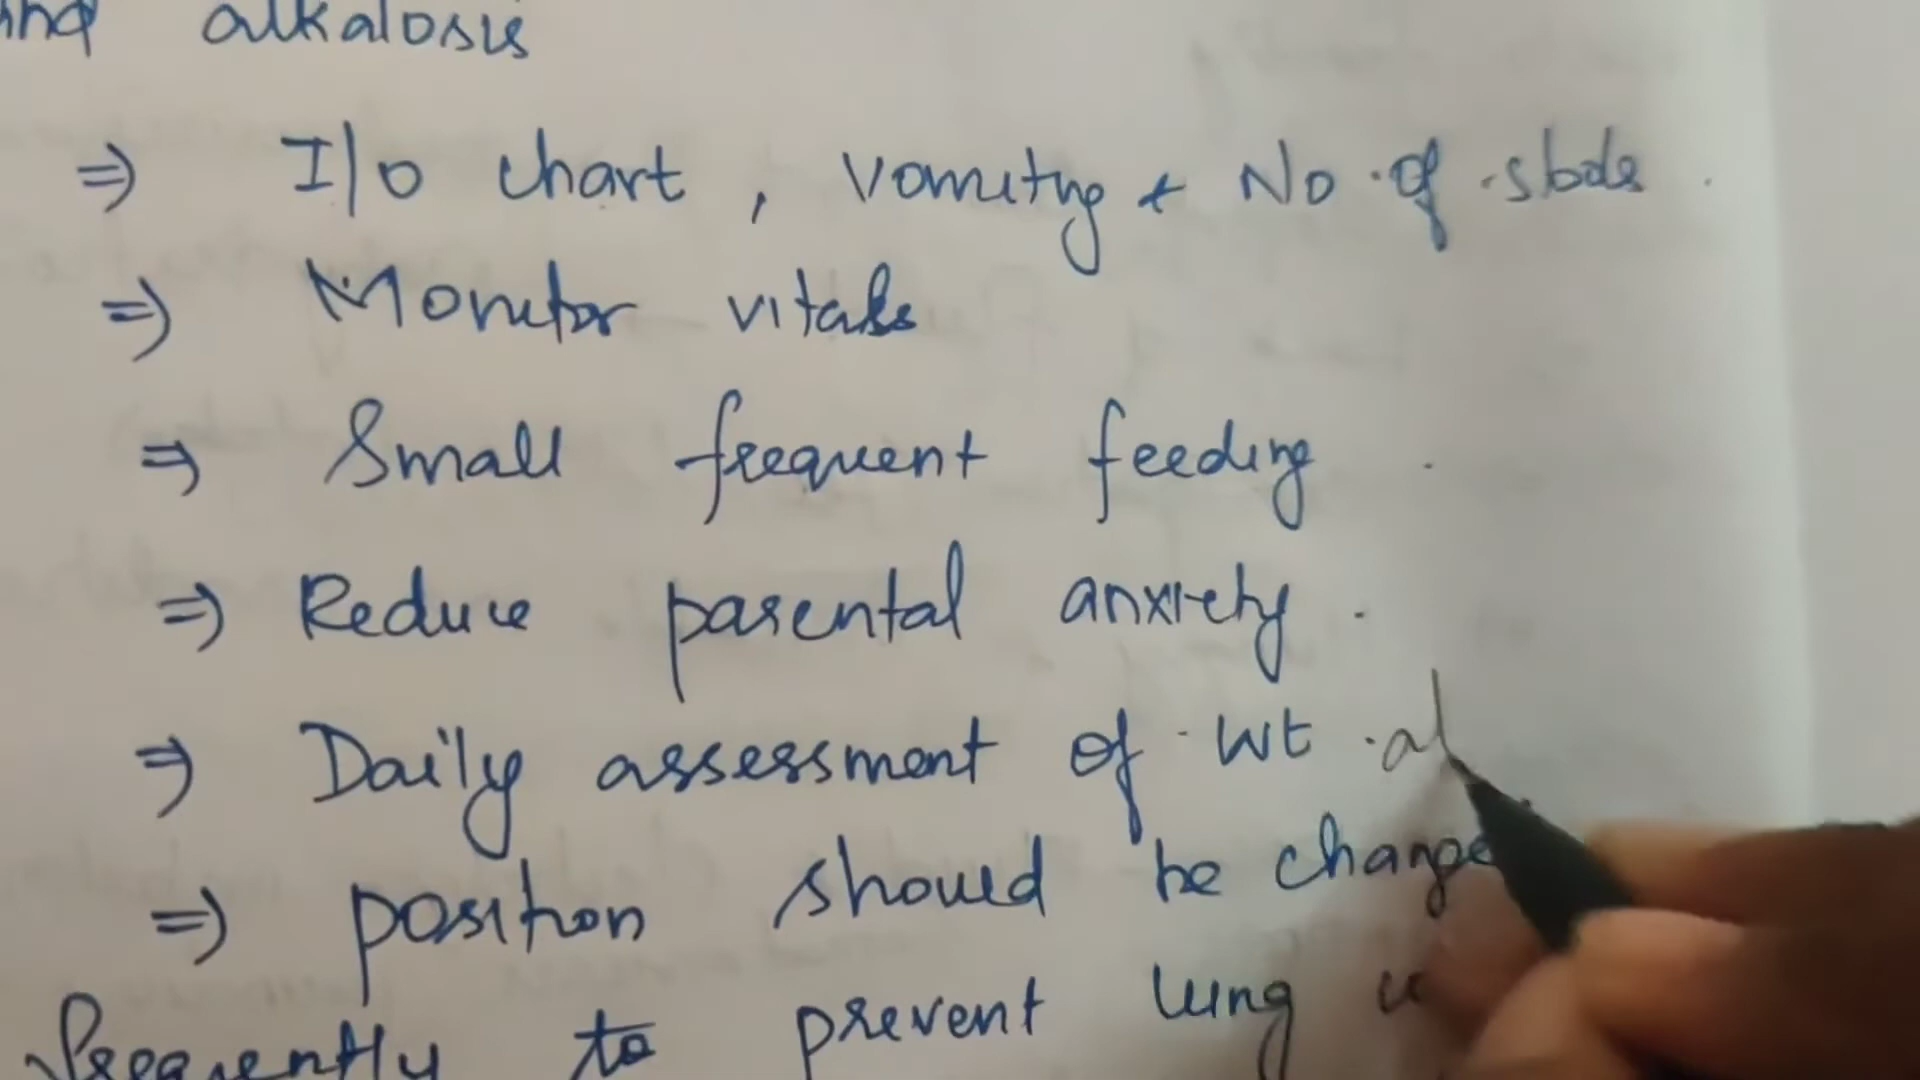 alkalosis
⇒ I/O chart, Vomiting + No. of stools.
⇒ Monitor vitals
⇒ Small frequent feeding.
⇒ Reduce parental anxiety.
⇒ Daily assessment of wt
⇒ position should be change
frequently to prevent lung